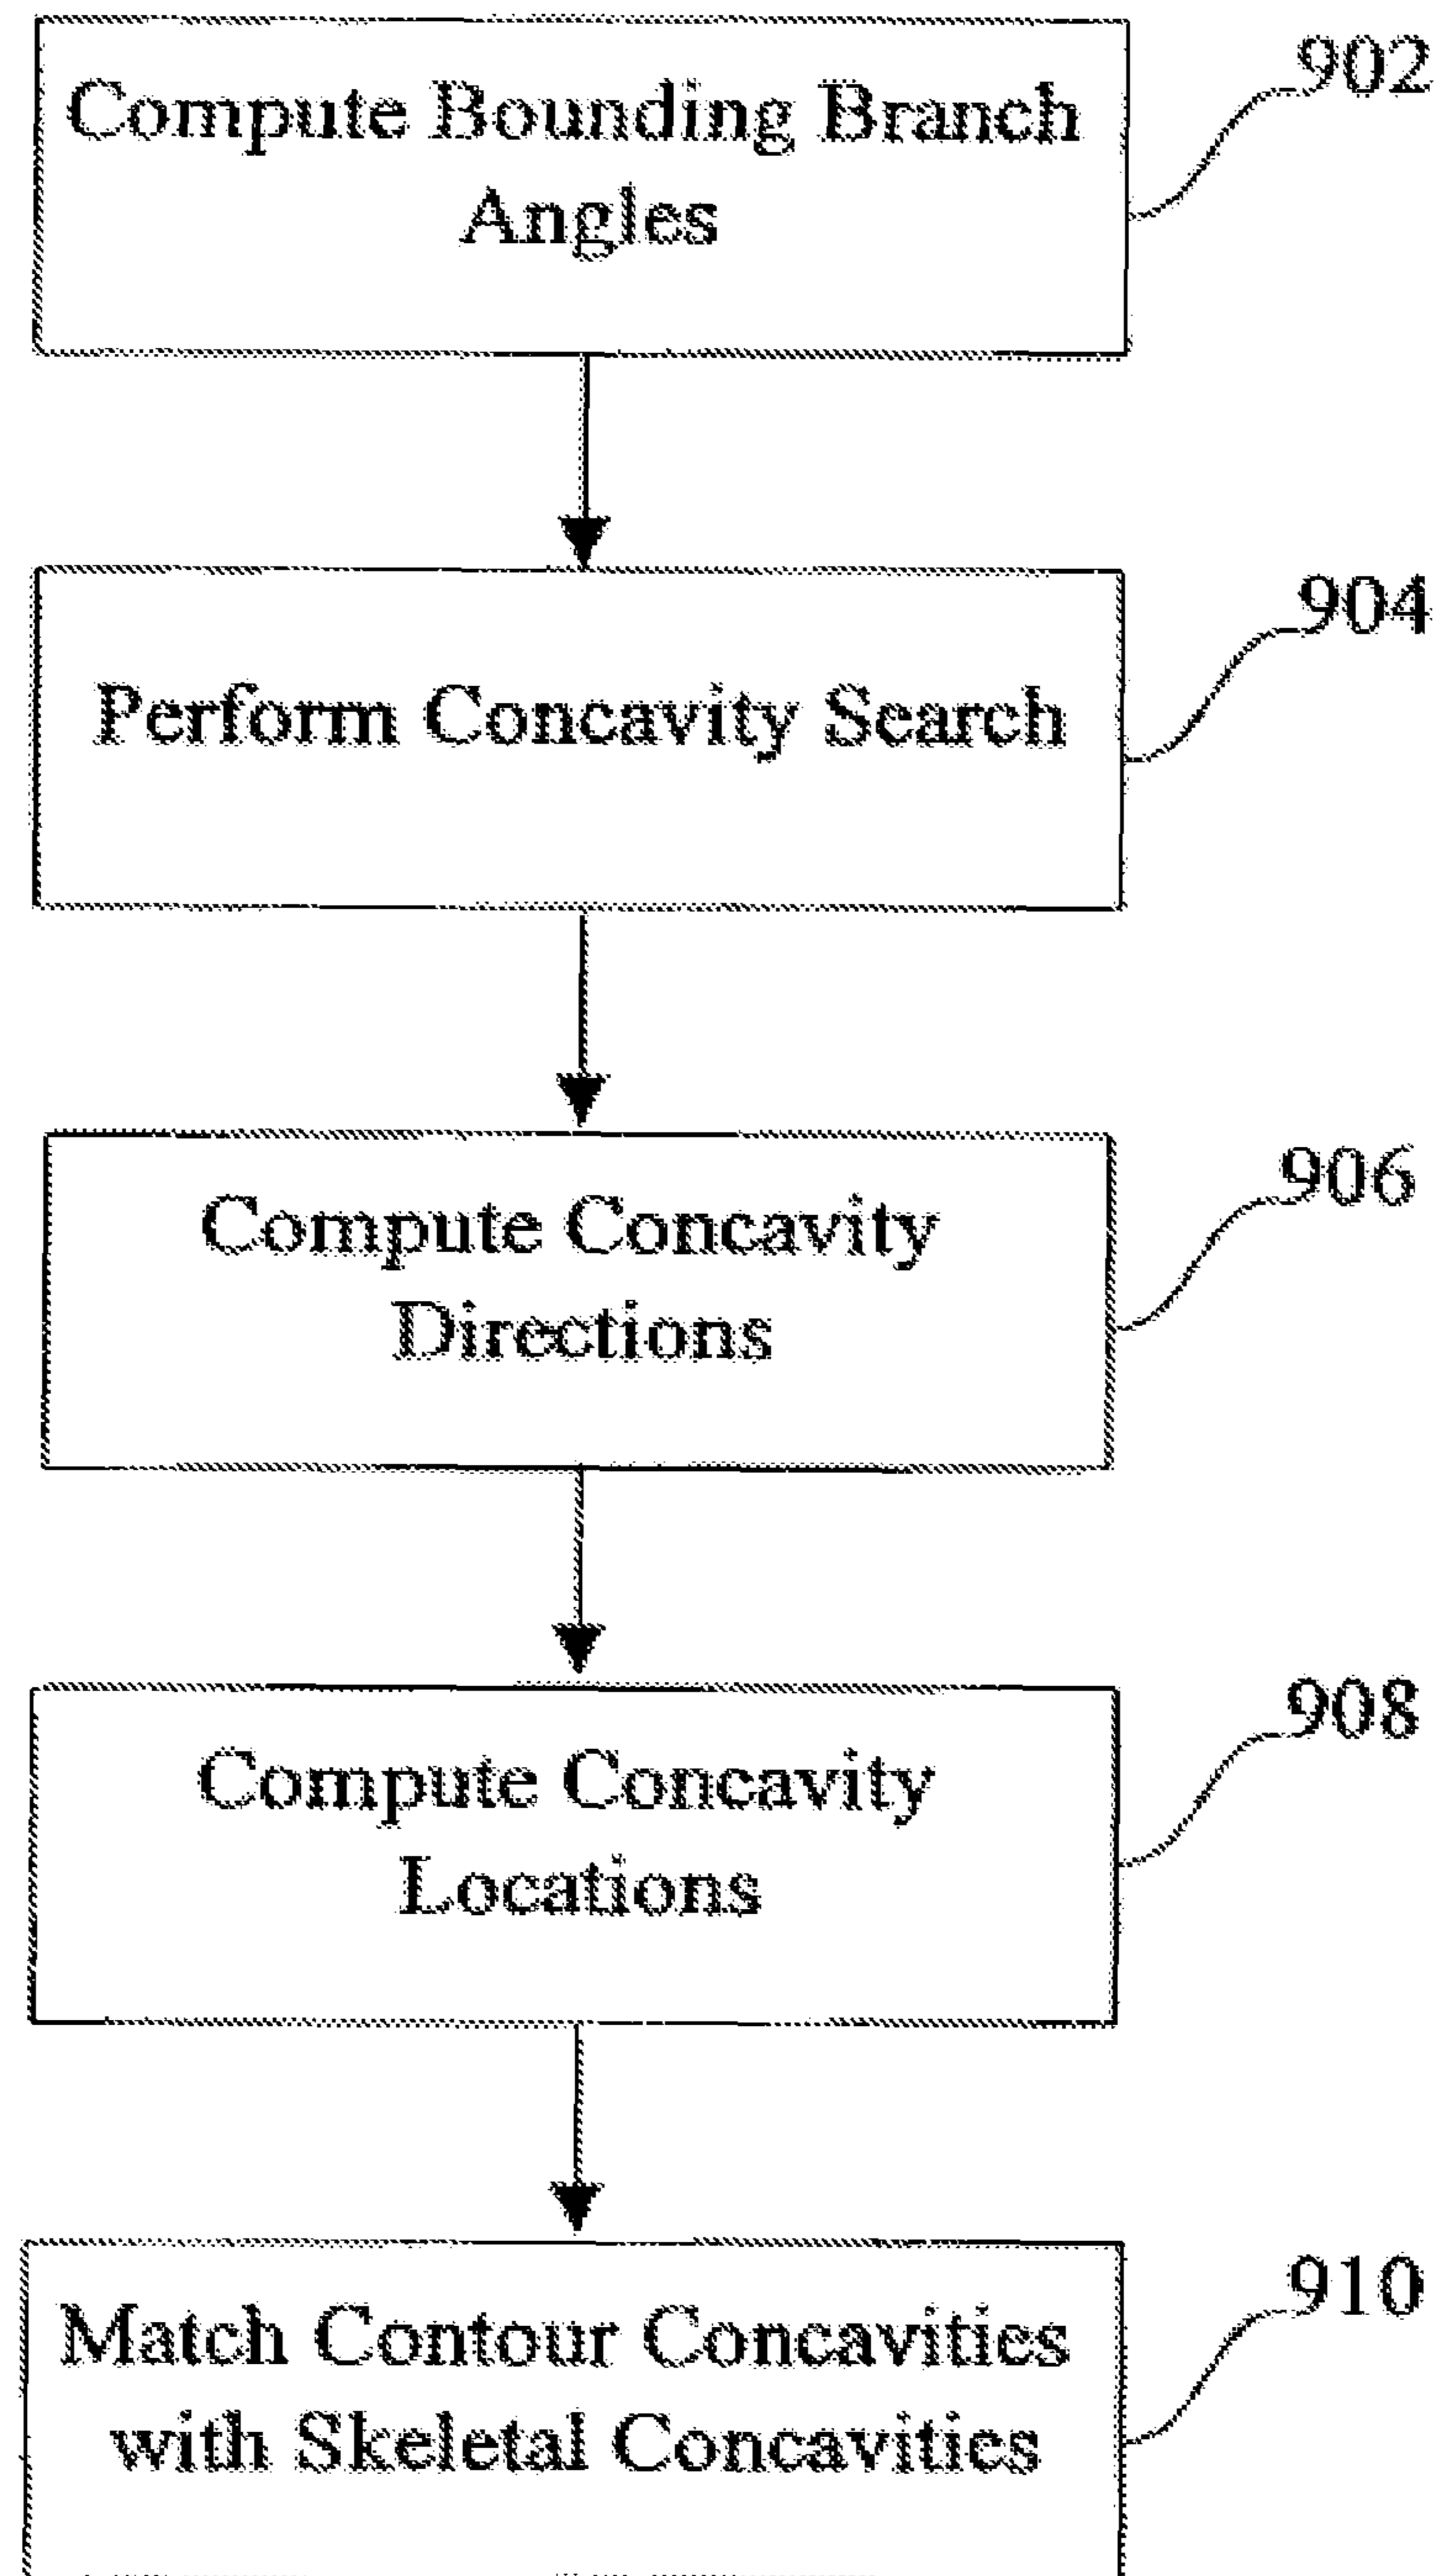 Compute Bounding Branch
Angles
902
Perform Concavity Search
904
Compute Concavity
Directions
906
Compute Concavity
Locations
908
Match Contour Concavities
with Skeletal Concavities
910